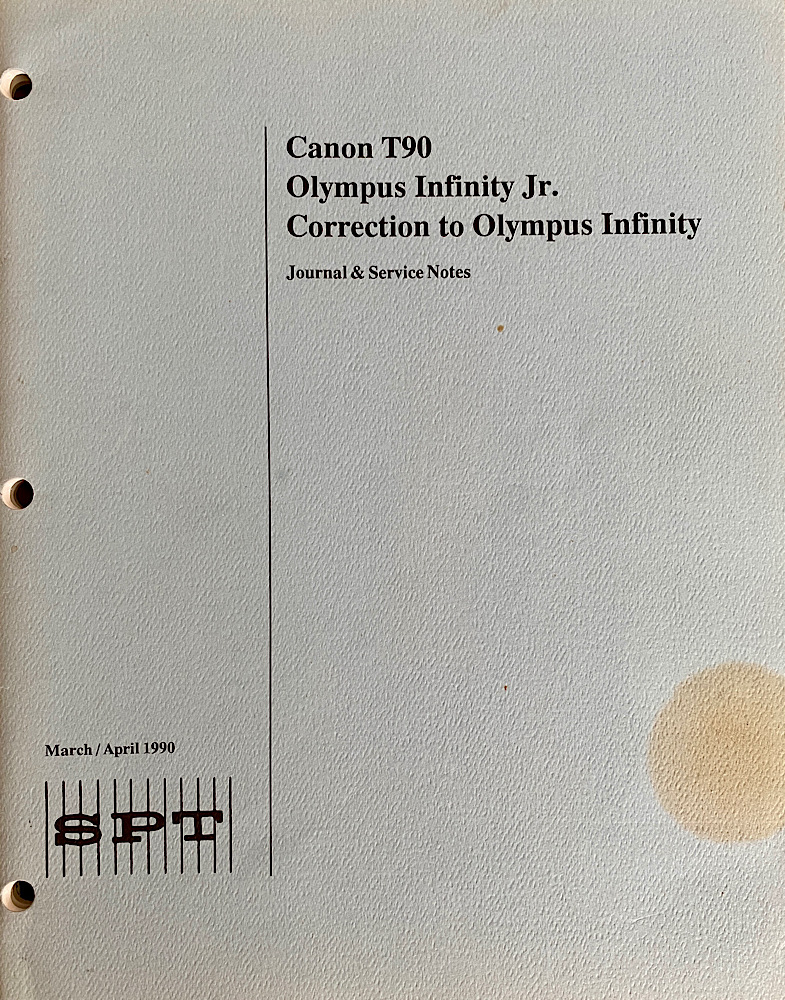 Canon T90
Olympus Infinity Jr.
Correction to Olympus Infinity
Journal & Service Notes
March / April 1990
SPT